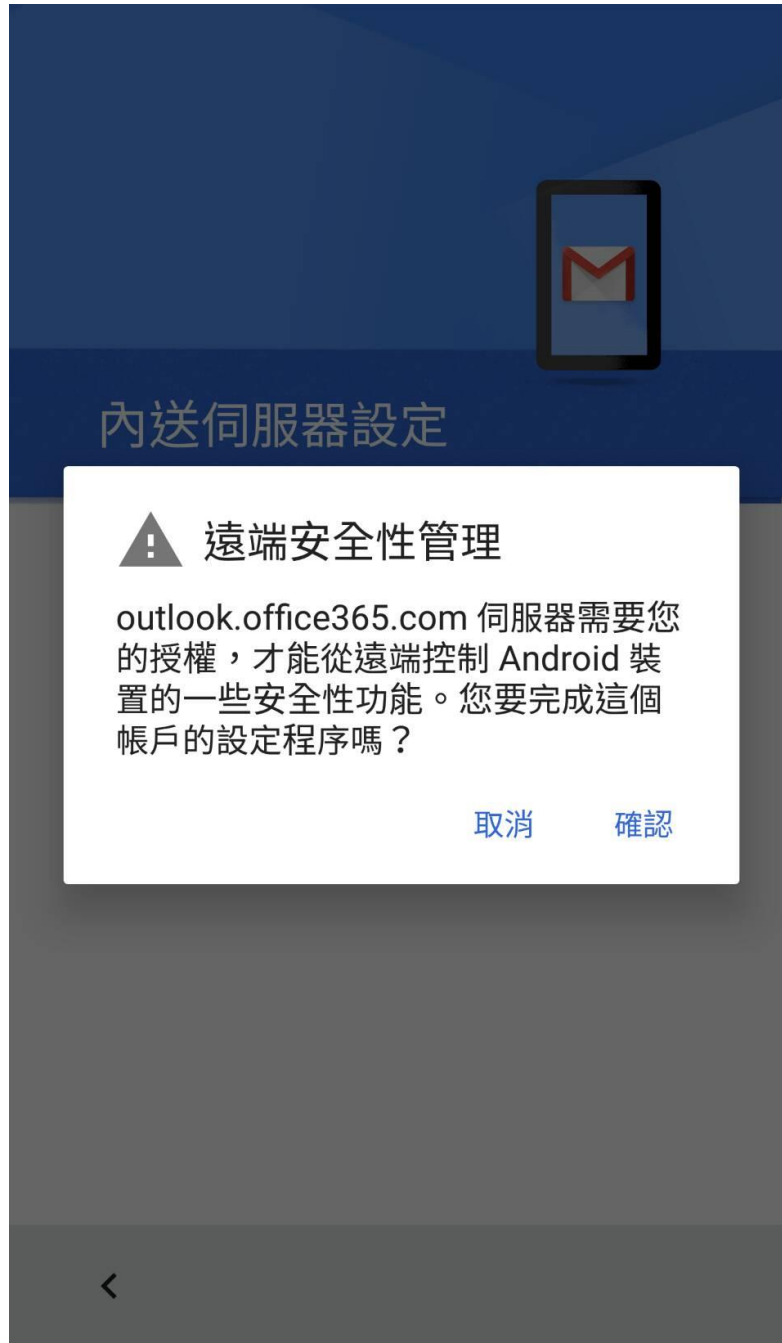 內送伺服器設定
遠端安全性管理
outlook.office365.com 伺服器需要您
的授權，才能從遠端控制 Android 裝
置的一些安全性功能。您要完成這個
帳戶的設定程序嗎？
取消 確認